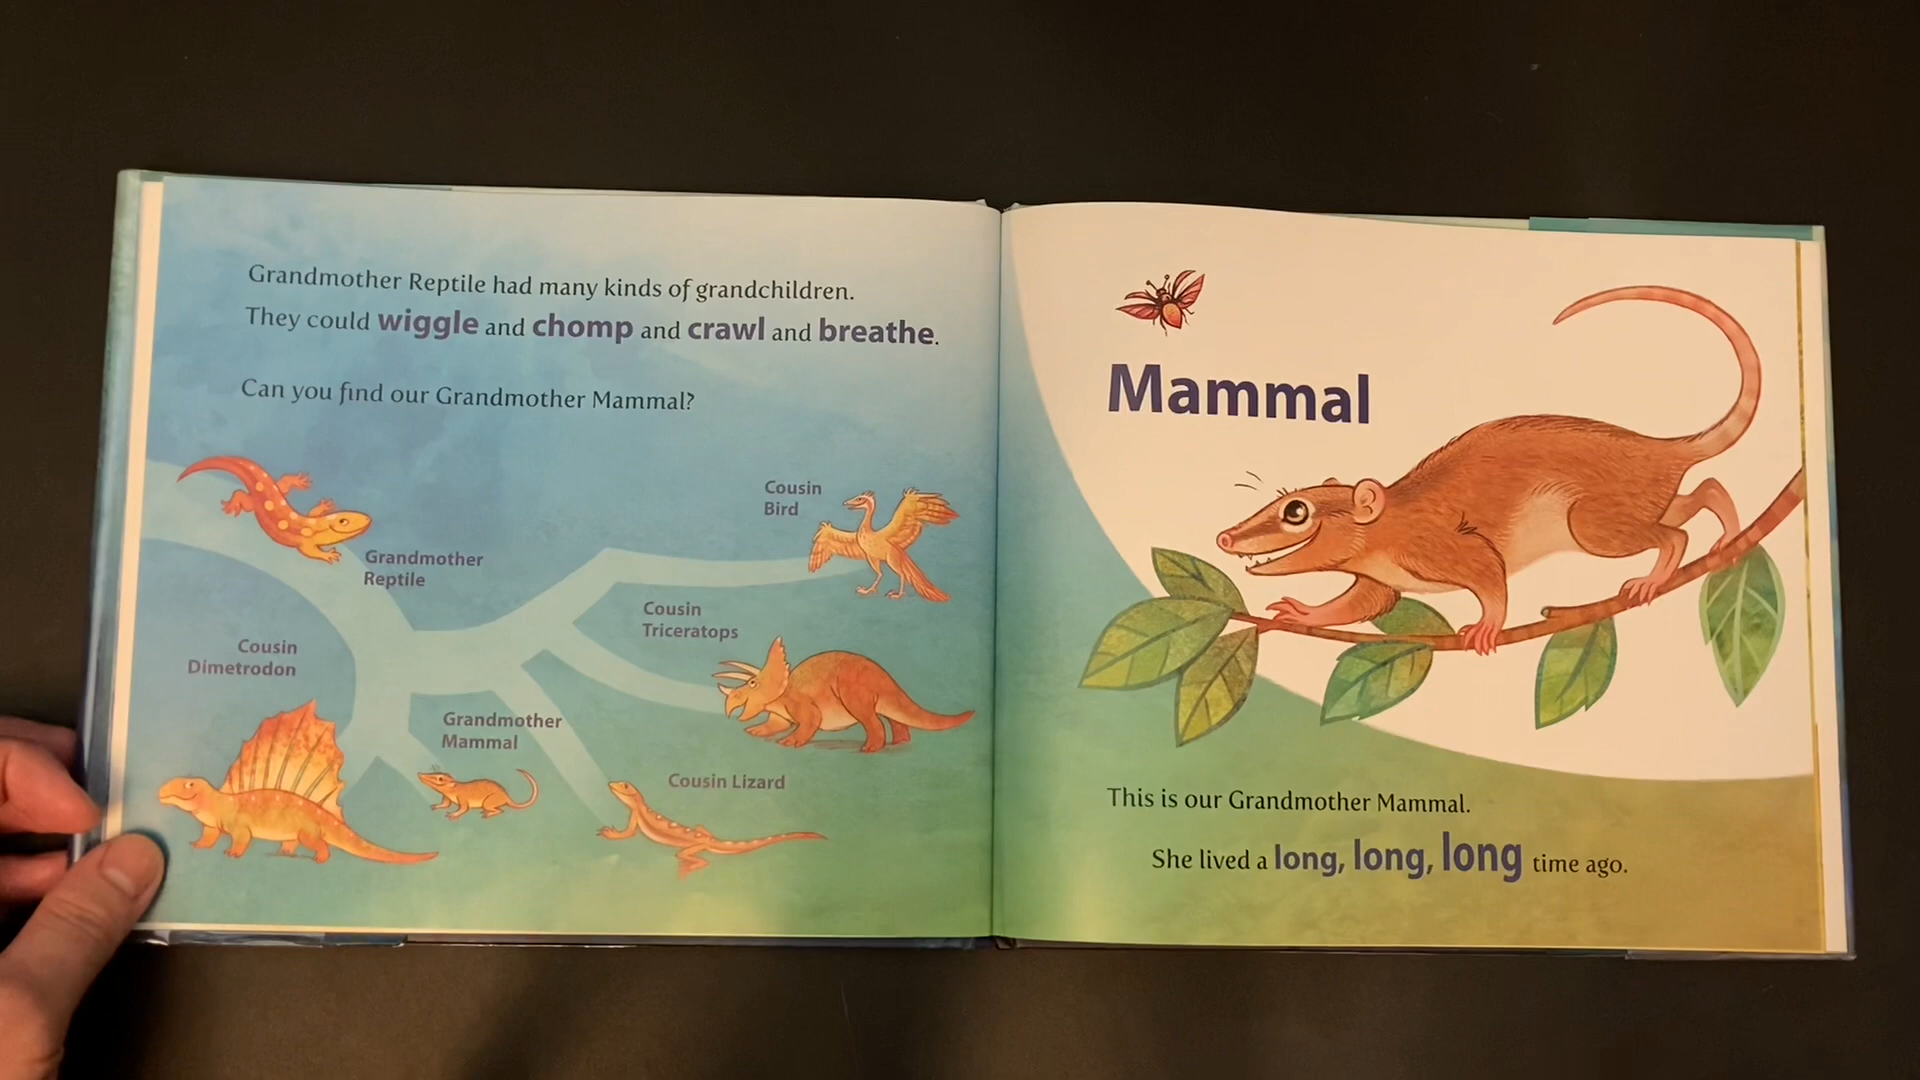 Grandmother Reptile had many kinds of grandchildren.
They could wiggle and chomp and crawl and breathe.
Can you find our Grandmother Mammal?
Cousin
Bird
Grandmother
Reptile
Cousin
Triceratops
Cousin
Dimetrodon
Grandmother
Mammal
Cousin Lizard
Mammal
This is our Grandmother Mammal.
She lived a long, long, long time ago.